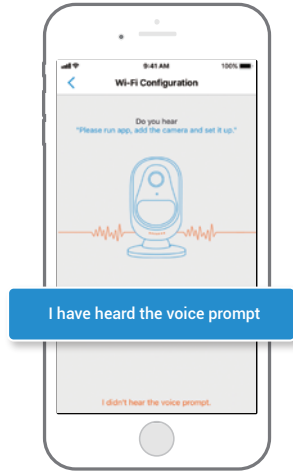 9:41 AM 100%
Wi-Fi Configuration
Do you hear
"Please run app, add the camera and set it up."
I have heard the voice prompt
I didn't hear the voice prompt.